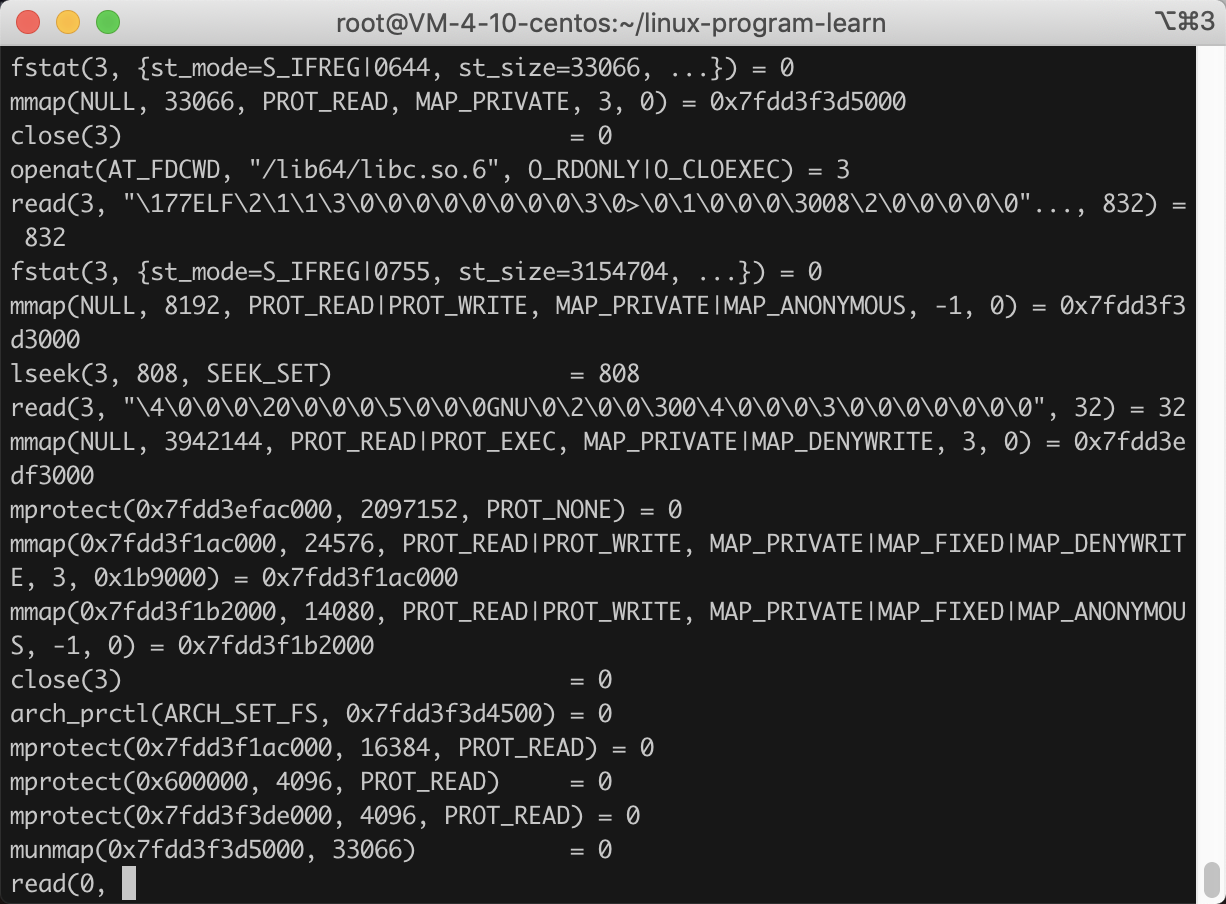 root@VM-4-10-centos:~/linux-program-learn
⌥⌘3
fstat(3, {st_mode=S_IFREG|0644, st_size=33066, ...}) = 0
mmap(NULL, 33066, PROT_READ, MAP_PRIVATE, 3, 0) = 0x7fdd3f3d5000
close(3)                                = 0
openat(AT_FDCWD, "/lib64/libc.so.6", O_RDONLY|O_CLOEXEC) = 3
read(3, "\177ELF\2\1\1\3\0\0\0\0\0\0\0\0\3\0>\0\1\0\0\0\3008\2\0\0\0\0\0"..., 832) =
 832
fstat(3, {st_mode=S_IFREG|0755, st_size=3154704, ...}) = 0
mmap(NULL, 8192, PROT_READ|PROT_WRITE, MAP_PRIVATE|MAP_ANONYMOUS, -1, 0) = 0x7fdd3f3
d3000
lseek(3, 808, SEEK_SET)                 = 808
read(3, "\4\0\0\0\20\0\0\0\5\0\0\0GNU\0\2\0\0\300\4\0\0\0\3\0\0\0\0\0\0\0", 32) = 32
mmap(NULL, 3942144, PROT_READ|PROT_EXEC, MAP_PRIVATE|MAP_DENYWRITE, 3, 0) = 0x7fdd3e
df3000
mprotect(0x7fdd3efac000, 2097152, PROT_NONE) = 0
mmap(0x7fdd3f1ac000, 24576, PROT_READ|PROT_WRITE, MAP_PRIVATE|MAP_FIXED|MAP_DENYWRIT
E, 3, 0x1b9000) = 0x7fdd3f1ac000
mmap(0x7fdd3f1b2000, 14080, PROT_READ|PROT_WRITE, MAP_PRIVATE|MAP_FIXED|MAP_ANONYMOU
S, -1, 0) = 0x7fdd3f1b2000
close(3)                                = 0
arch_prctl(ARCH_SET_FS, 0x7fdd3f3d4500) = 0
mprotect(0x7fdd3f1ac000, 16384, PROT_READ) = 0
mprotect(0x600000, 4096, PROT_READ)     = 0
mprotect(0x7fdd3f3de000, 4096, PROT_READ) = 0
munmap(0x7fdd3f3d5000, 33066)           = 0
read(0,